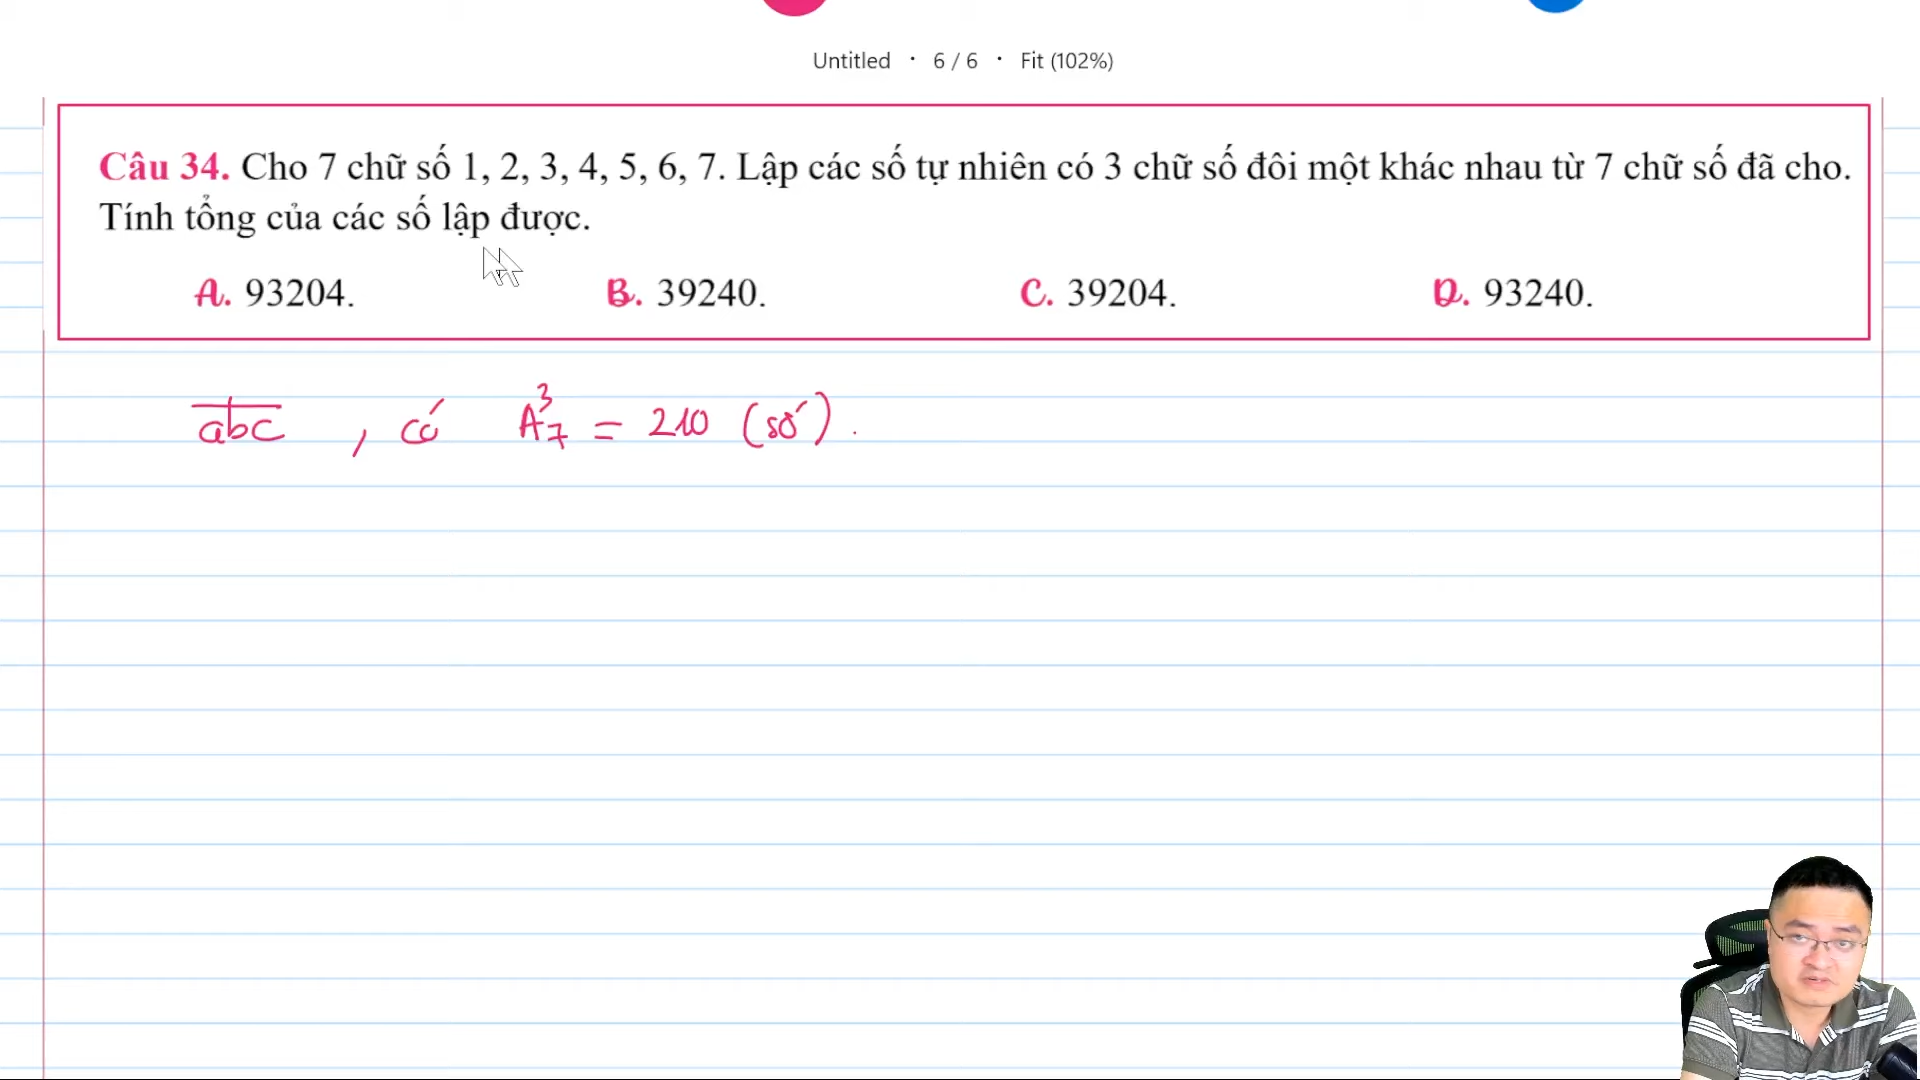 Untitled • 6 / 6 • Fit (102%)
Câu 34. Cho 7 chữ số 1, 2, 3, 4, 5, 6, 7. Lập các số tự nhiên có 3 chữ số đôi một khác nhau từ 7 chữ số đã cho.
Tính tổng của các số lập được.
A. 93204. B. 39240. C. 39204. D. 93240.
abc , có A³₇ = 210 (số).